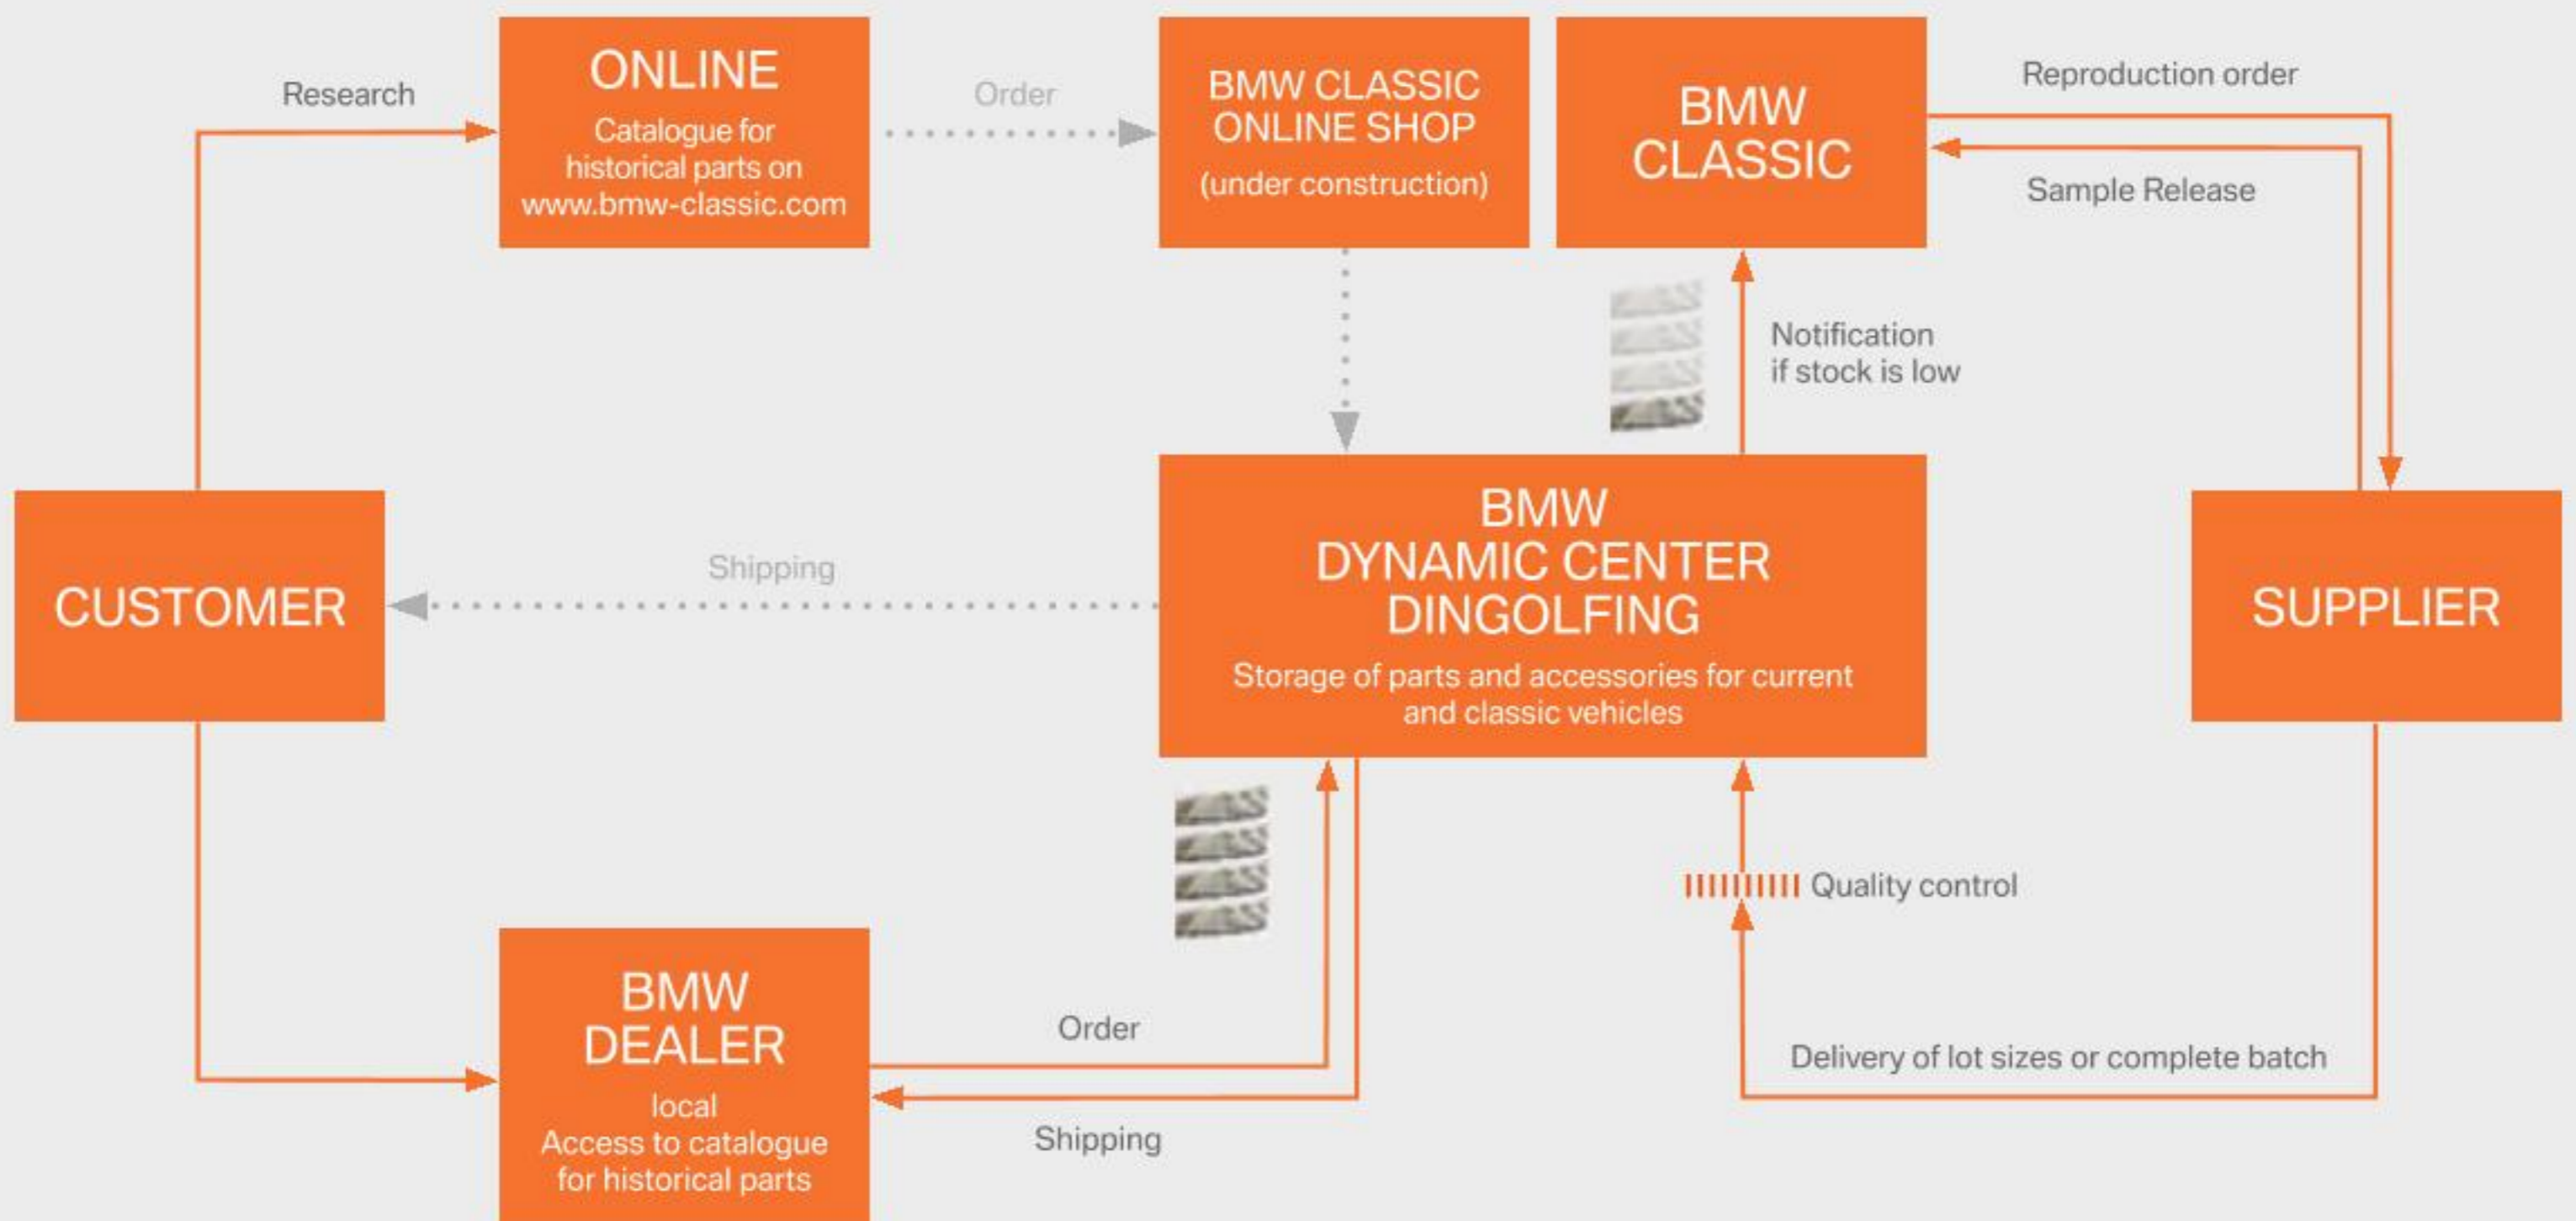 Research
ONLINE
Catalogue for
historical parts on
www.bmw-classic.com
Order
BMW CLASSIC
ONLINE SHOP
(under construction)
BMW
CLASSIC
Reproduction order
Sample Release
Notification
if stock is low
CUSTOMER
Shipping
BMW
DYNAMIC CENTER
DINGOLFING
Storage of parts and accessories for current
and classic vehicles
SUPPLIER
Quality control
Delivery of lot sizes or complete batch
BMW
DEALER
local
Access to catalogue
for historical parts
Order
Shipping